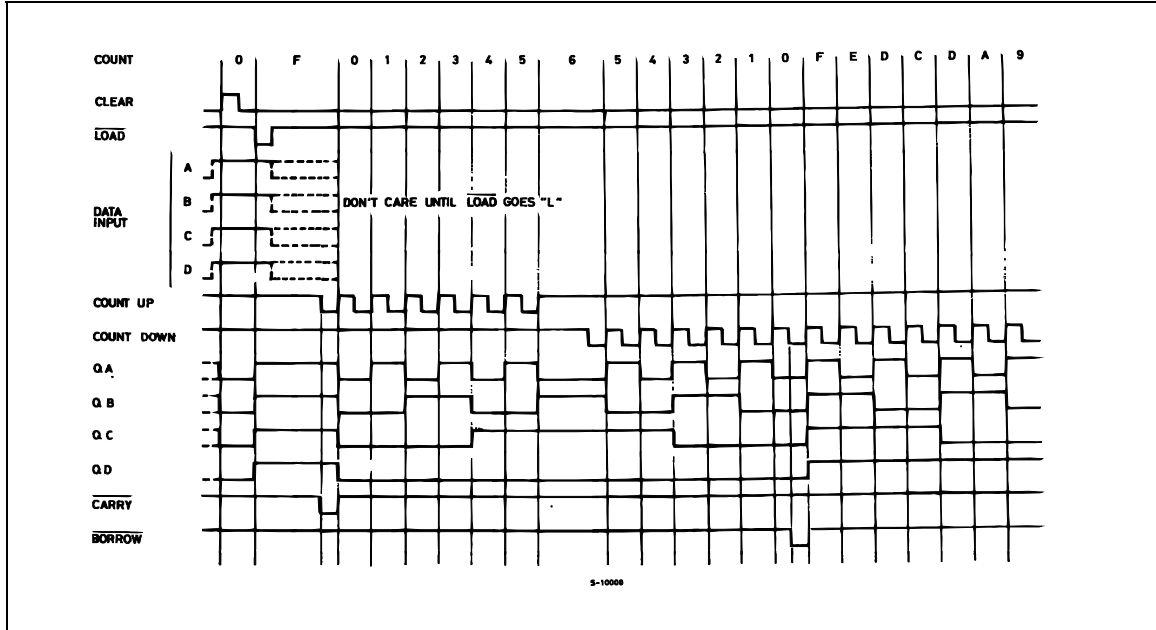 COUNT 0 F 0 1 2 3 4 5 6 5 4 3 2 1 0 F E D C D A 9
CLEAR
LOAD
DATA INPUT
A
B
C
D
DON'T CARE UNTIL LOAD GOES "L"
COUNT UP
COUNT DOWN
QA
QB
QC
QD
CARRY
BORROW
S-10009